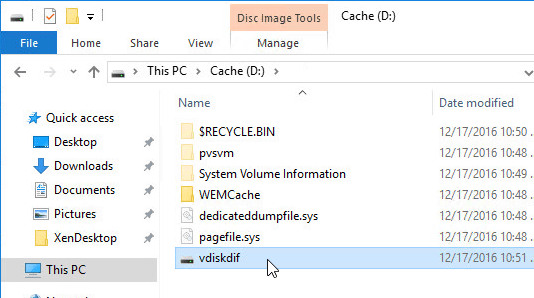 Disc Image Tools Cache (D:)
File Home Share View Manage
This PC Cache (D:)
Name Date modified
Quick access
Desktop
Downloads
Documents
Pictures
XenDesktop
This PC
$RECYCLE.BIN 12/17/2016 10:50 ..
pvsvm 12/17/2016 10:48 ..
System Volume Information 12/17/2016 10:49 ..
WEMCache 12/17/2016 10:48 ..
dedicateddumpfile.sys 12/17/2016 10:48 ..
pagefile.sys 12/17/2016 10:48 ..
vdiskdif 12/17/2016 10:51 ..